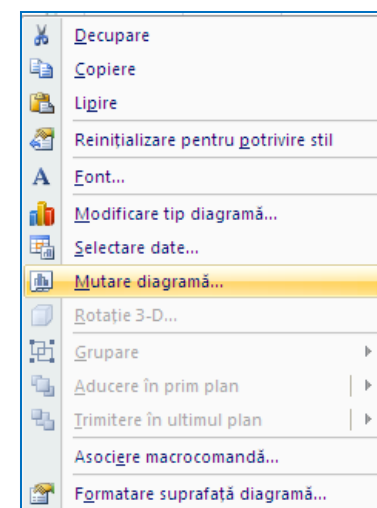 Decupare
Copiere
Lipire
Reinițializare pentru potrivire stil
Font...
Modificare tip diagramă...
Selectare date...
Mutare diagramă...
Rotație 3-D...
Grupare
Aducere în prim plan
Trimitere în ultimul plan
Asociere macrocomandă...
Formatare suprafață diagramă...